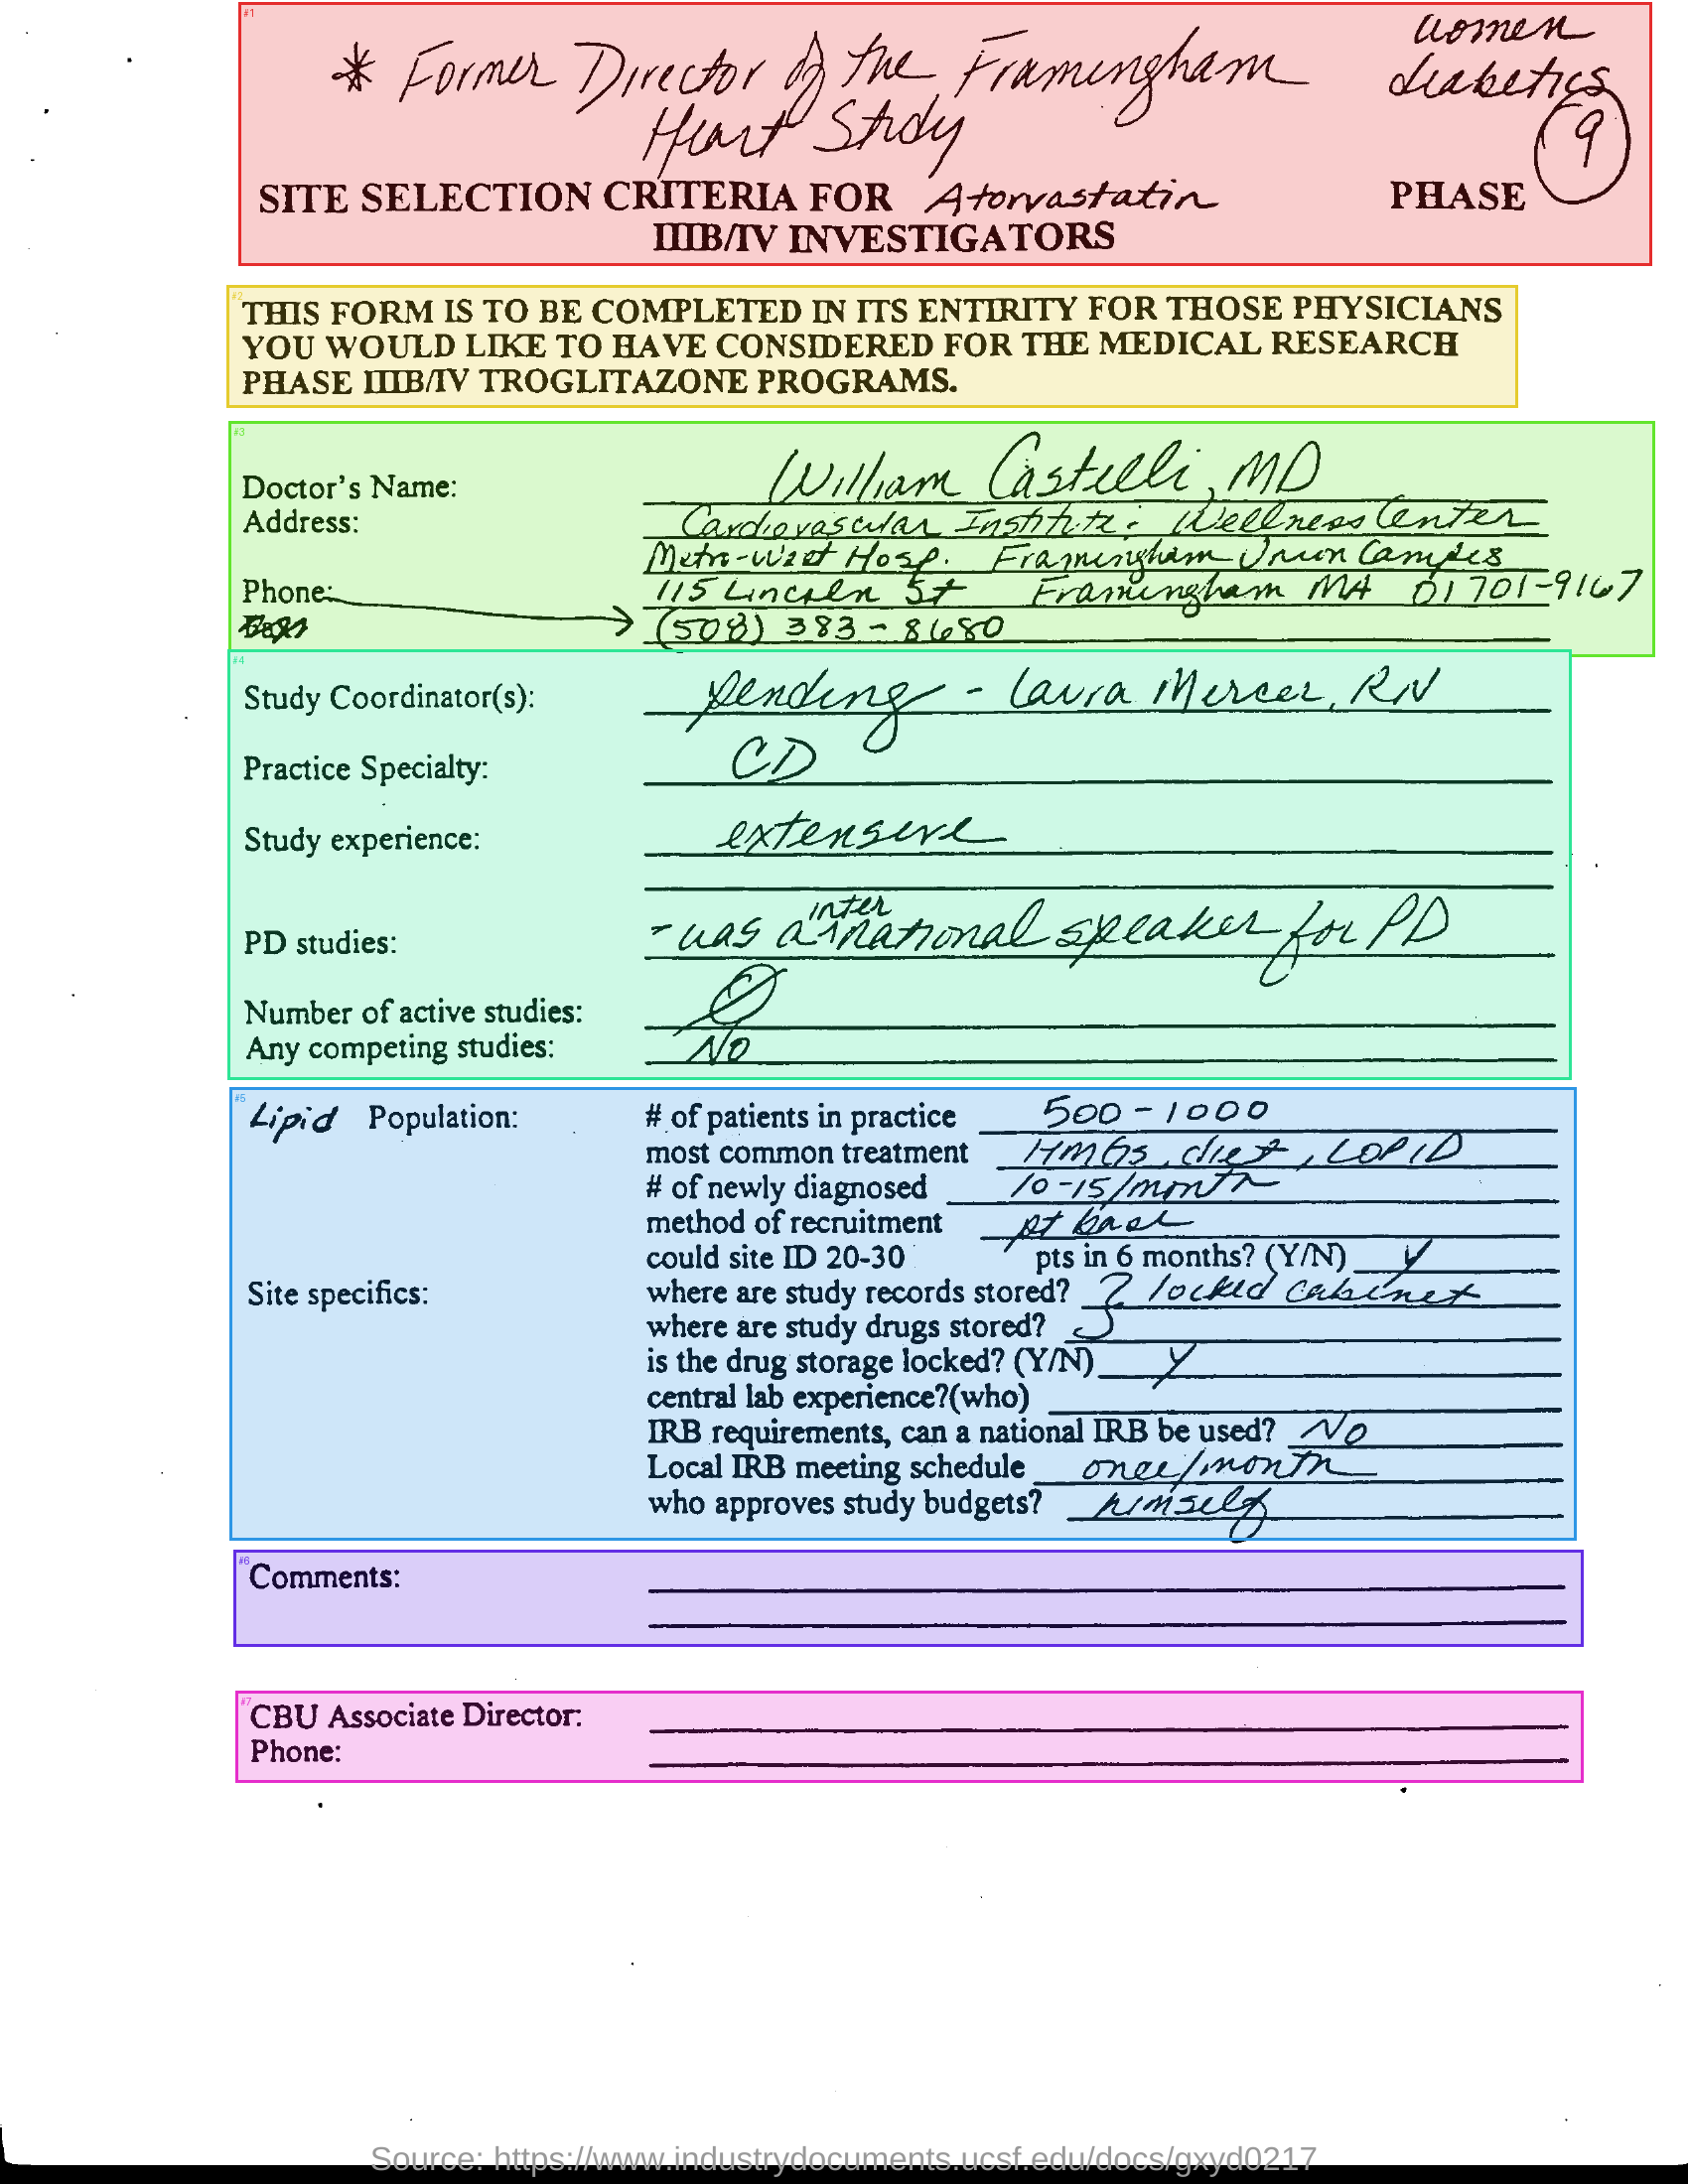 women
* Former Director of the Framingham diabetics
Heart Study 9
SITE SELECTION CRITERIA FOR Atorvastatin PHASE
IIIB/IV INVESTIGATORS
THIS FORM IS TO BE COMPLETED IN ITS ENTIRITY FOR THOSE PHYSICIANS
YOU WOULD LIKE TO HAVE CONSIDERED FOR THE MEDICAL RESEARCH
PHASE IIIB/IV TROGLITAZONE PROGRAMS.
Doctor's Name: William Castelli, MD
Address: Cardiovascular Institute: Wellness Center
Metro-West Hosp. Framingham Union Campus
Phone: 115 Lincoln St Framingham MA 01701-9167
(508) 383-8680
Study Coordinator(s): pending - Laura Mercer, RN
Practice Specialty: CD
Study experience: extensive
PD studies: - was a international speaker for PD
Number of active studies: 0
Any competing studies: No
Lipid Population: # of patients in practice 500-1000
most common treatment HMGs, diet, LOPID
# of newly diagnosed 10-15/month
method of recruitment pt base
could site ID 20-30 pts in 6 months? (Y/N) y
Site specifics: where are study records stored? } locked cabinet
where are study drugs stored?
is the drug storage locked? (Y/N) y
central lab experience?(who)
IRB requirements, can a national IRB be used? No
Local IRB meeting schedule once/month
who approves study budgets? himself
Comments:
CBU Associate Director:
Phone:
Source: https://www.industrydocuments.ucsf.edu/docs/gxyd0217
#1
#2
#3
#4
#5
#6
#7